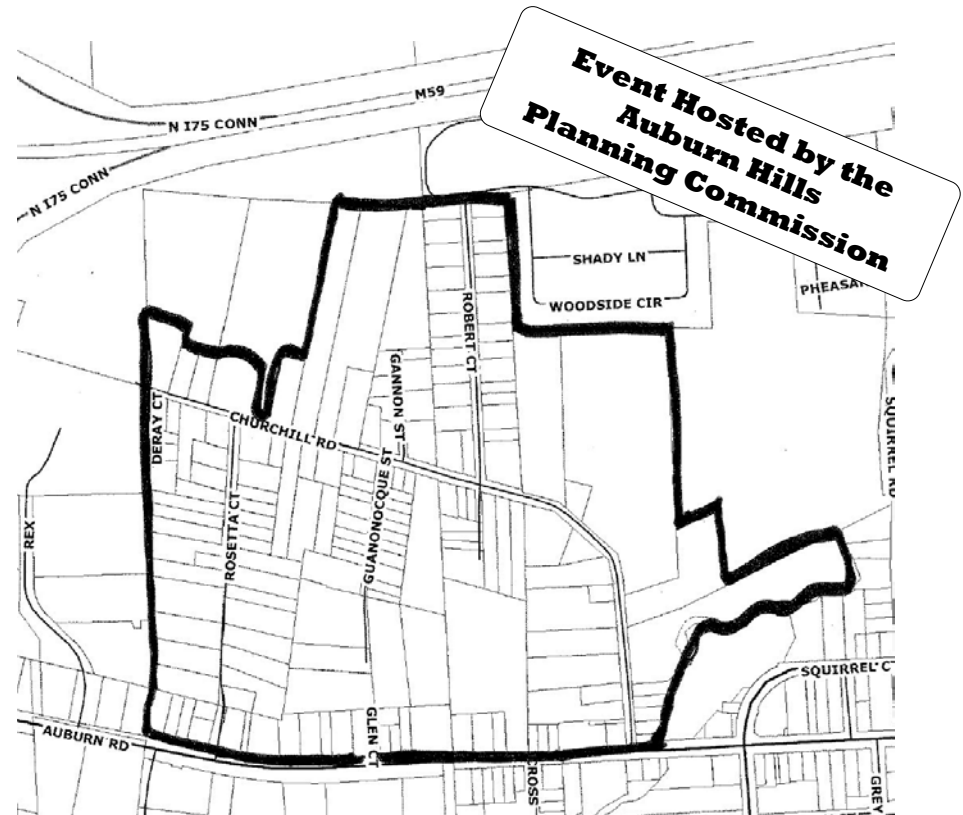 Event Hosted by the
Auburn Hills
Planning Commission
M59
N I75 CONN
N I75 CONN
SHADY LN
WOODSIDE CIR
ROBERT CT
GANNON ST
DERAY CT
CHURCHILL RD
SQUIRREL RD
GUANONOCQUE ST
ROSETTA CT
REX
SQUIRREL C
AUBURN RD
GLEN CT
CROSS
GREY